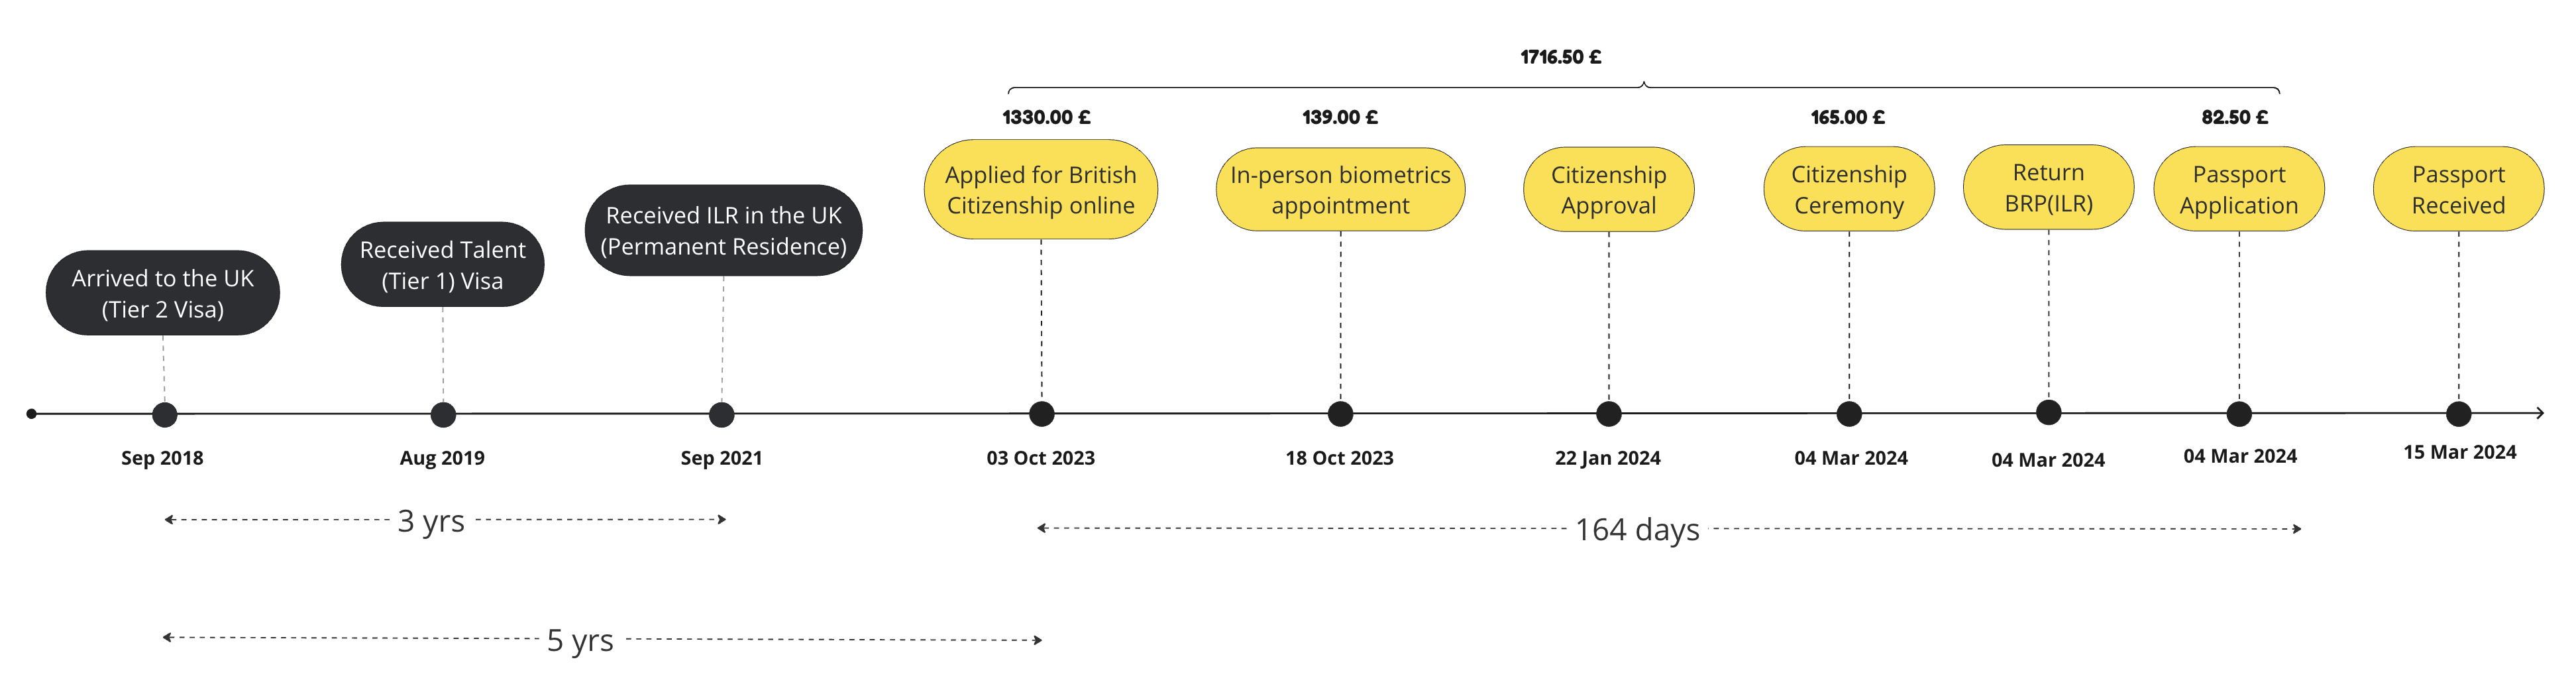 1716.50 £
1330.00 £
139.00 £
165.00 £
82.50 £
Arrived to the UK
(Tier 2 Visa)
Received Talent
(Tier 1) Visa
Received ILR in the UK
(Permanent Residence)
Applied for British
Citizenship online
In-person biometrics
appointment
Citizenship
Approval
Citizenship
Ceremony
Return
BRP(ILR)
Passport
Application
Passport
Received
Sep 2018
Aug 2019
Sep 2021
03 Oct 2023
18 Oct 2023
22 Jan 2024
04 Mar 2024
04 Mar 2024
04 Mar 2024
15 Mar 2024
3 yrs
164 days
5 yrs